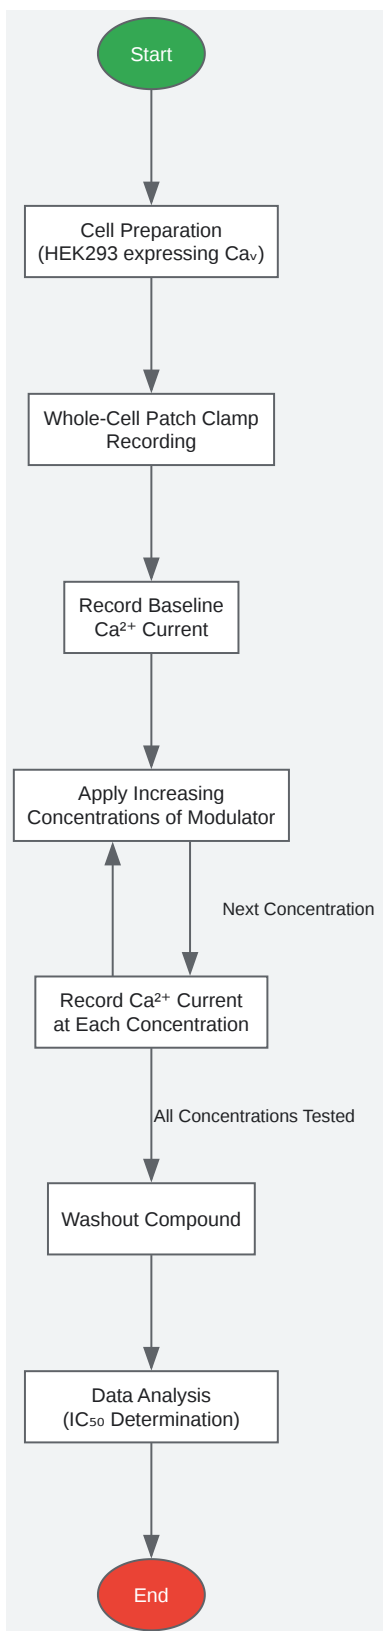 Start
Cell Preparation
(HEK293 expressing Caᵥ)
Whole-Cell Patch Clamp
Recording
Record Baseline
Ca²⁺ Current
Apply Increasing
Concentrations of Modulator
Next Concentration
Record Ca²⁺ Current
at Each Concentration
All Concentrations Tested
Washout Compound
Data Analysis
(IC₅₀ Determination)
End